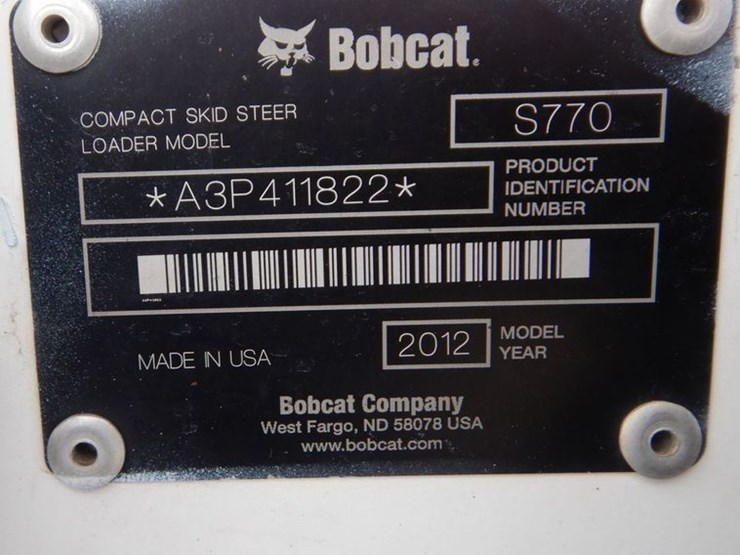 Bobcat.
COMPACT SKID STEER
LOADER MODEL
S770
*A3P411822*
PRODUCT
IDENTIFICATION
NUMBER
MADE IN USA
2012
MODEL
YEAR
Bobcat Company
West Fargo, ND 58078 USA
www.bobcat.com